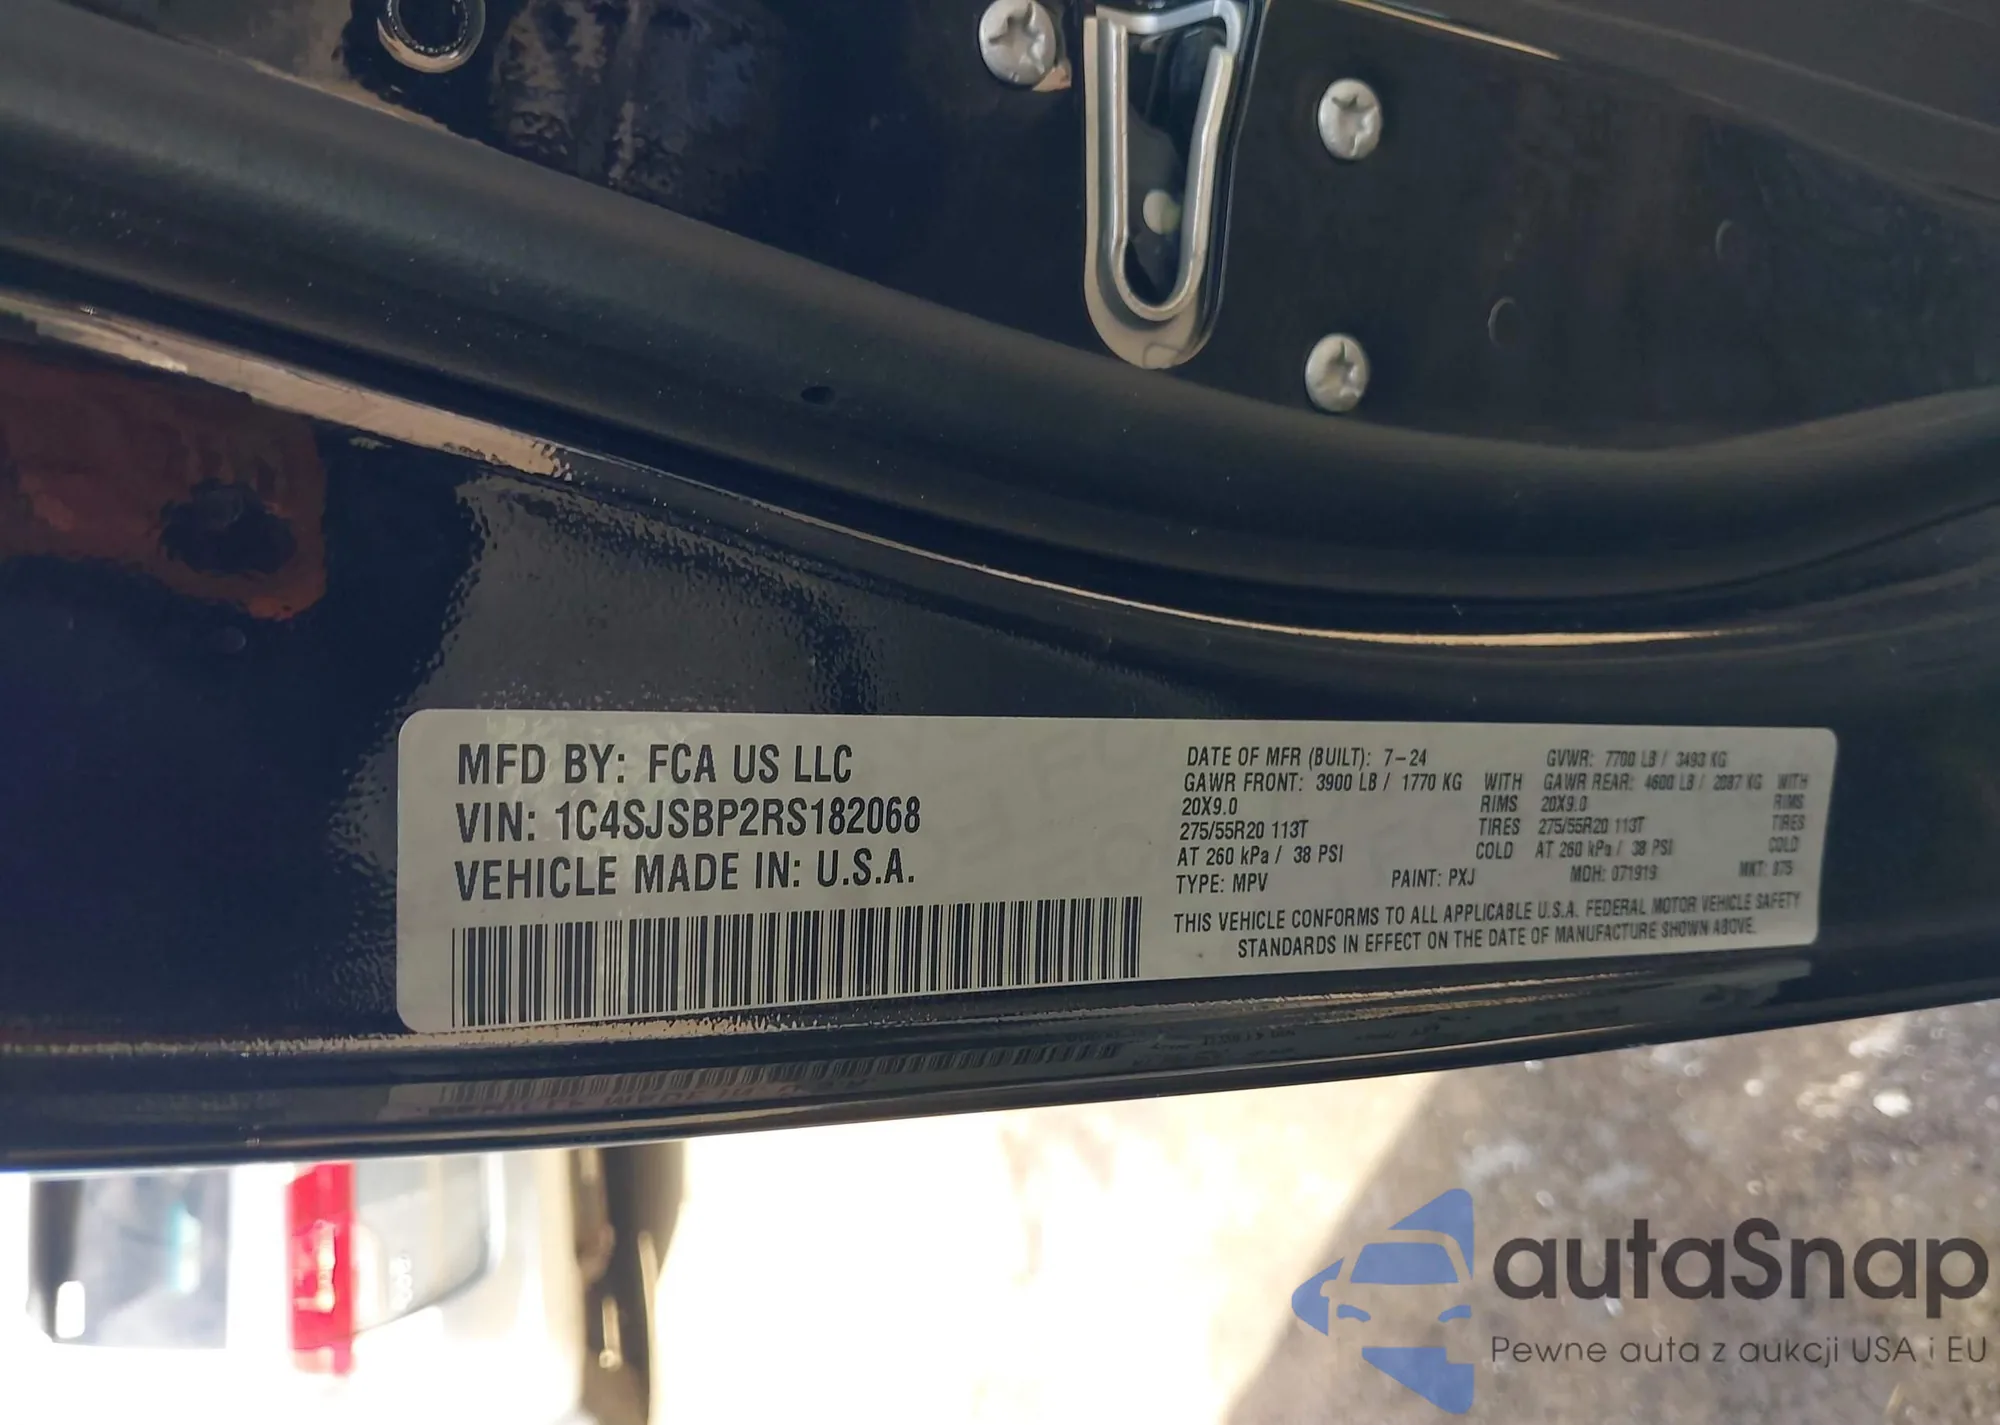 MFD BY: FCA US LLC
VIN: 1C4SJSBP2RS182068
VEHICLE MADE IN: U.S.A.
DATE OF MFR (BUILT): 7-24 GVWR: 7700 LB / 3493 KG
GAWR FRONT: 3900 LB / 1770 KG WITH GAWR REAR: 4600 LB / 2087 KG WITH
20X9.0 RIMS 20X9.0 RIMS
275/55R20 113T TIRES 275/55R20 113T TIRES
AT 260 kPa / 38 PSI COLD AT 260 kPa / 38 PSI COLD
TYPE: MPV PAINT: PXJ MDH: 071919 MKT: 875
THIS VEHICLE CONFORMS TO ALL APPLICABLE U.S.A. FEDERAL MOTOR VEHICLE SAFETY
STANDARDS IN EFFECT ON THE DATE OF MANUFACTURE SHOWN ABOVE.
autaSnap
Pewne auta z aukcji USA i EU